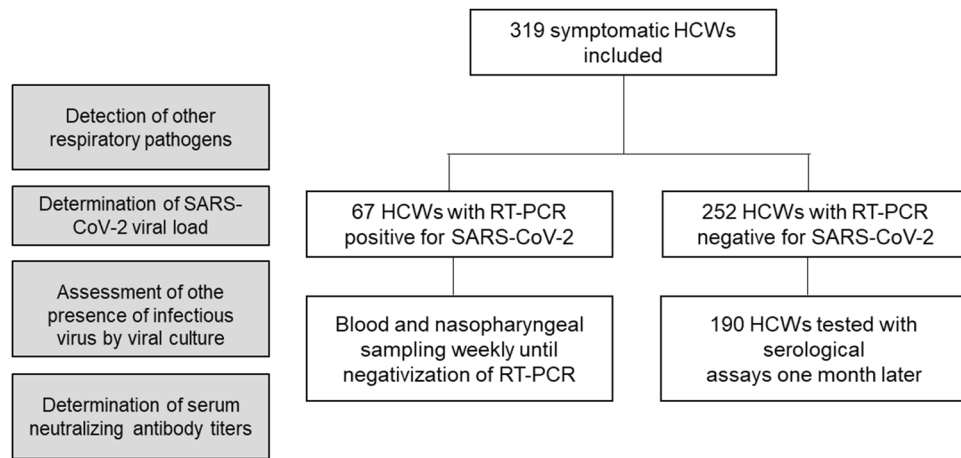 319 symptomatic HCWs
included
Detection of other
respiratory pathogens
Determination of SARS-
CoV-2 viral load
Assessment of othe
presence of infectious
virus by viral culture
Determination of serum
neutralizing antibody titers
67 HCWs with RT-PCR
positive for SARS-CoV-2
252 HCWs with RT-PCR
negative for SARS-CoV-2
Blood and nasopharyngeal
sampling weekly until
negativization of RT-PCR
190 HCWs tested with
serological
assays one month later